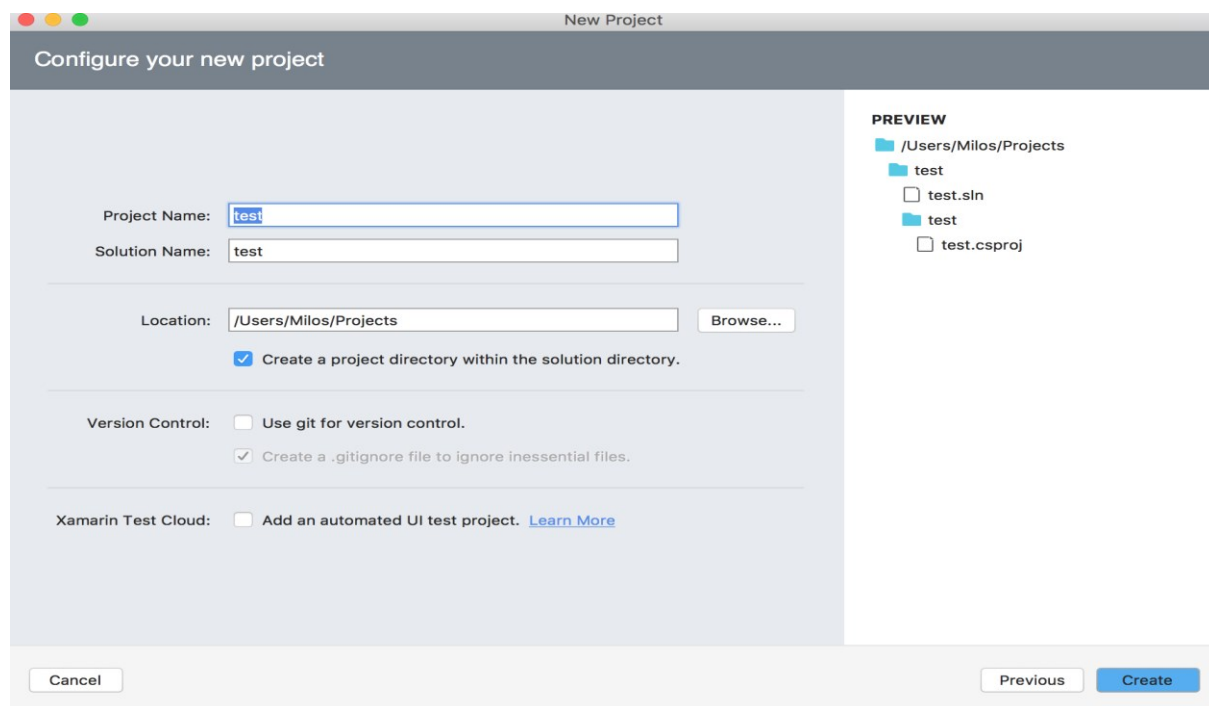 New Project
Configure your new project
Project Name: test
Solution Name: test
Location: /Users/Milos/Projects Browse...
Create a project directory within the solution directory.
Version Control: Use git for version control.
Create a .gitignore file to ignore inessential files.
Xamarin Test Cloud: Add an automated UI test project. Learn More
PREVIEW
/Users/Milos/Projects
test
test.sln
test
test.csproj
Cancel Previous Create